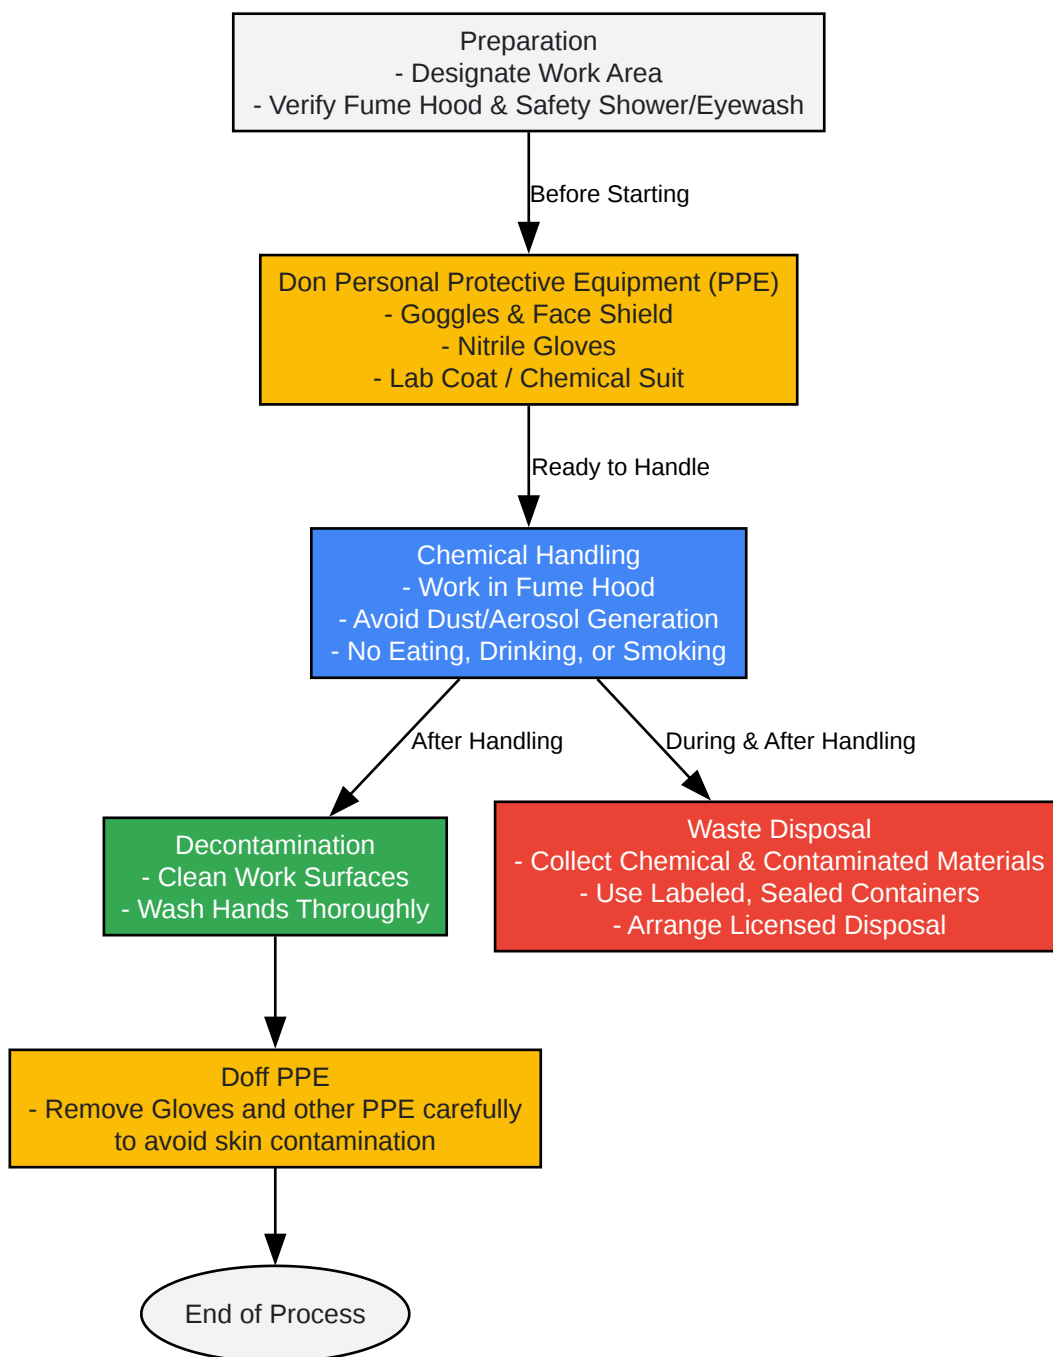 Preparation
- Designate Work Area
- Verify Fume Hood & Safety Shower/Eyewash
Before Starting
Don Personal Protective Equipment (PPE)
- Goggles & Face Shield
- Nitrile Gloves
- Lab Coat / Chemical Suit
Ready to Handle
Chemical Handling
- Work in Fume Hood
- Avoid Dust/Aerosol Generation
- No Eating, Drinking, or Smoking
After Handling
During & After Handling
Decontamination
- Clean Work Surfaces
- Wash Hands Thoroughly
Waste Disposal
- Collect Chemical & Contaminated Materials
- Use Labeled, Sealed Containers
- Arrange Licensed Disposal
Doff PPE
- Remove Gloves and other PPE carefully
to avoid skin contamination
End of Process